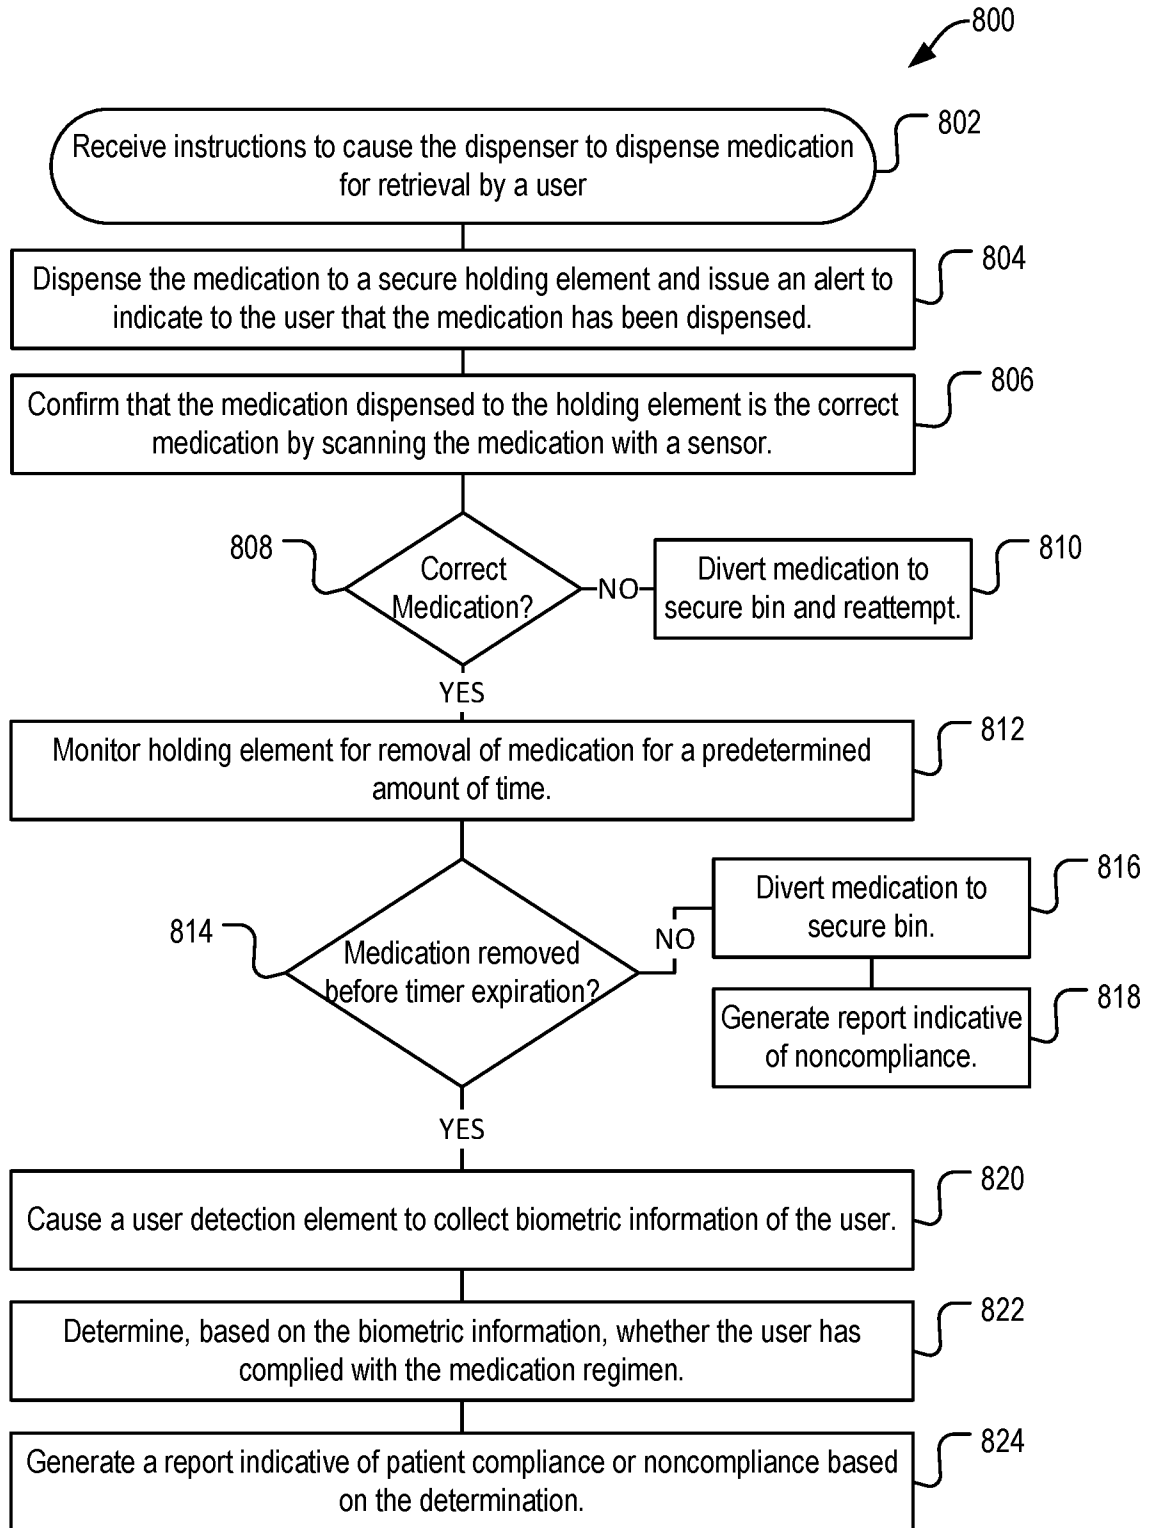 800
Receive instructions to cause the dispenser to dispense medication
for retrieval by a user
802
Dispense the medication to a secure holding element and issue an alert to
indicate to the user that the medication has been dispensed.
804
Confirm that the medication dispensed to the holding element is the correct
medication by scanning the medication with a sensor.
806
808
Correct
Medication?
NO
Divert medication to
secure bin and reattempt.
810
YES
Monitor holding element for removal of medication for a predetermined
amount of time.
812
814
Medication removed
before timer expiration?
NO
Divert medication to
secure bin.
816
Generate report indicative
of noncompliance.
818
YES
Cause a user detection element to collect biometric information of the user.
820
Determine, based on the biometric information, whether the user has
complied with the medication regimen.
822
Generate a report indicative of patient compliance or noncompliance based
on the determination.
824